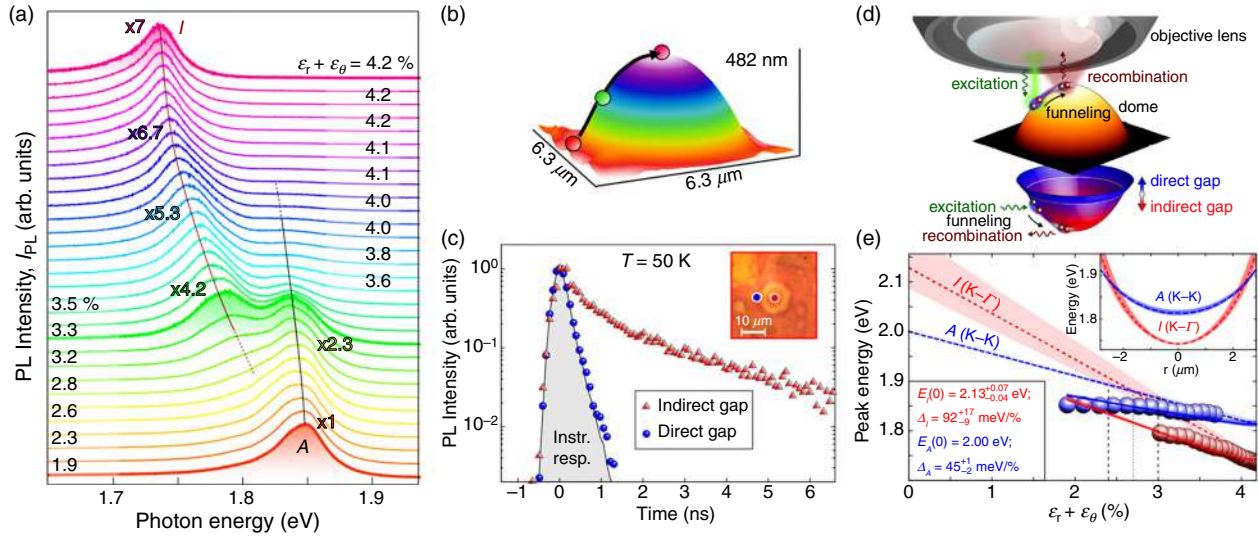 (a)
x7
I
εr + εθ = 4.2 %
4.2
4.2
4.2
x6.7
4.1
4.1
4.0
x5.3
4.0
3.8
x4.2
3.6
3.5 %
3.3
x2.3
3.2
2.8
2.6
x1
2.3
A
1.9
PL Intensity, IPL (arb. units)
1.7
1.8
1.9
Photon energy (eV)
(b)
482 nm
6.3 μm
6.3 μm
(c)
T = 50 K
10 μm
10⁰
10⁻¹
10⁻²
PL Intensity (arb. units)
Indirect gap
Direct gap
Instr.
resp.
−1
0
1
2
3
4
5
6
Time (ns)
(d)
objective lens
excitation
recombination
funneling
dome
direct gap
indirect gap
excitation
funneling
recombination
(e)
2.1
2.0
1.9
1.8
Peak energy (eV)
I (K–Γ)
A (K–K)
EI(0) = 2.13+0.07−0.04 eV;
ΔI = 92+17−9 meV/%
EA(0) = 2.00 eV;
ΔA = 45+1−2 meV/%
0
1
2
3
4
εr + εθ (%)
Energy (eV)
1.9
1.8
A (K–K)
I (K–Γ)
−2
0
2
r (μm)